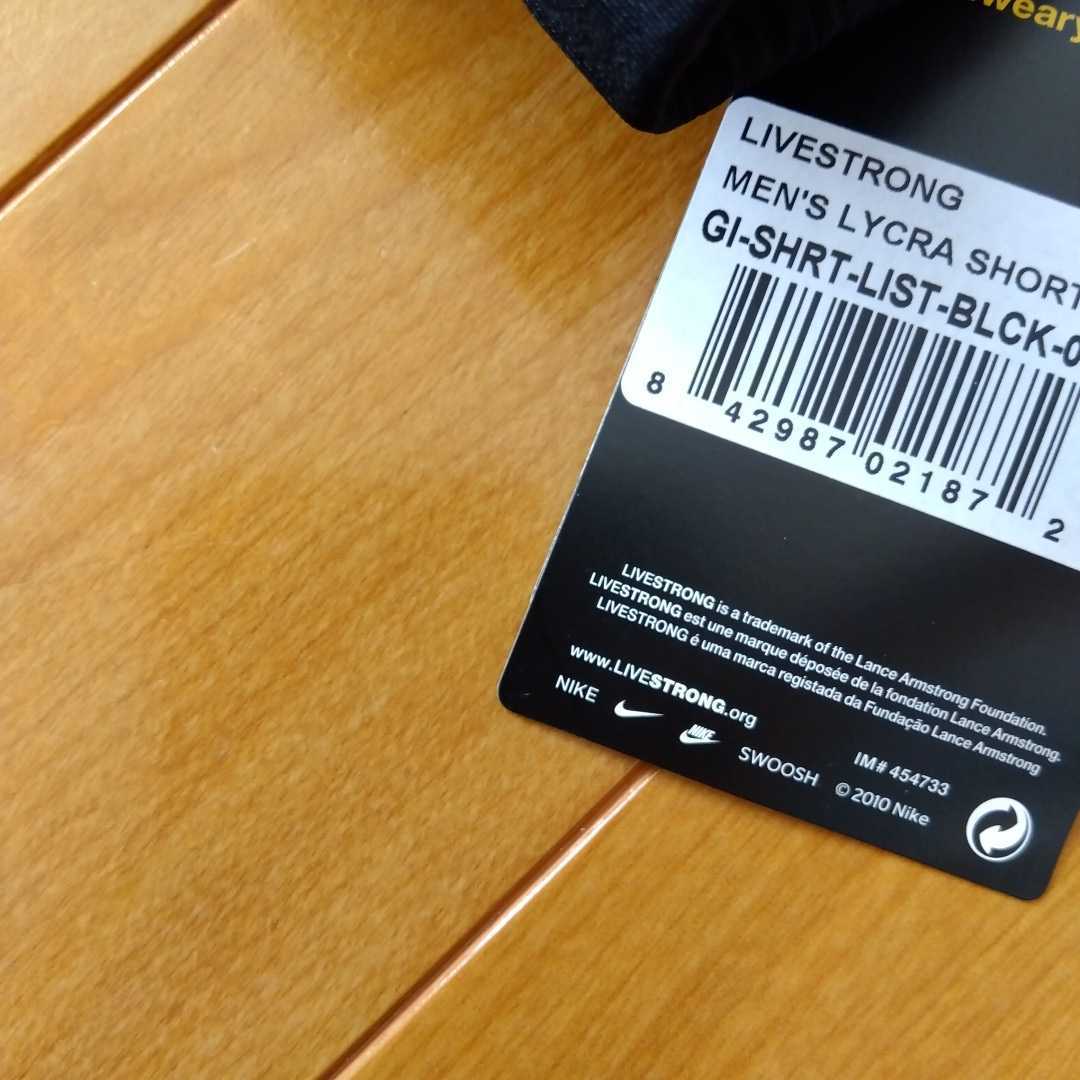 weary
LIVESTRONG
MEN'S LYCRA SHORT
GI-SHRT-LIST-BLCK-0
8 42987 02187 2
LIVESTRONG is a trademark of the Lance Armstrong Foundation.
LIVESTRONG est une marque déposée de la fondation Lance Armstrong.
LIVESTRONG é uma marca registada da Fundação Lance Armstrong
www.LIVESTRONG.org
NIKE NIKE SWOOSH IM# 454733
© 2010 Nike